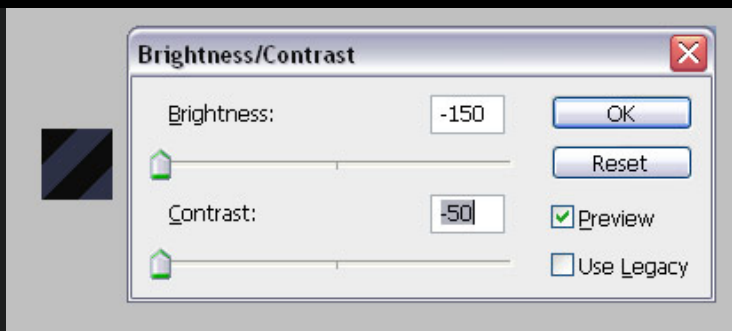 Brightness/Contrast
Brightness: -150 OK
Reset
Contrast: -50 Preview
Use Legacy